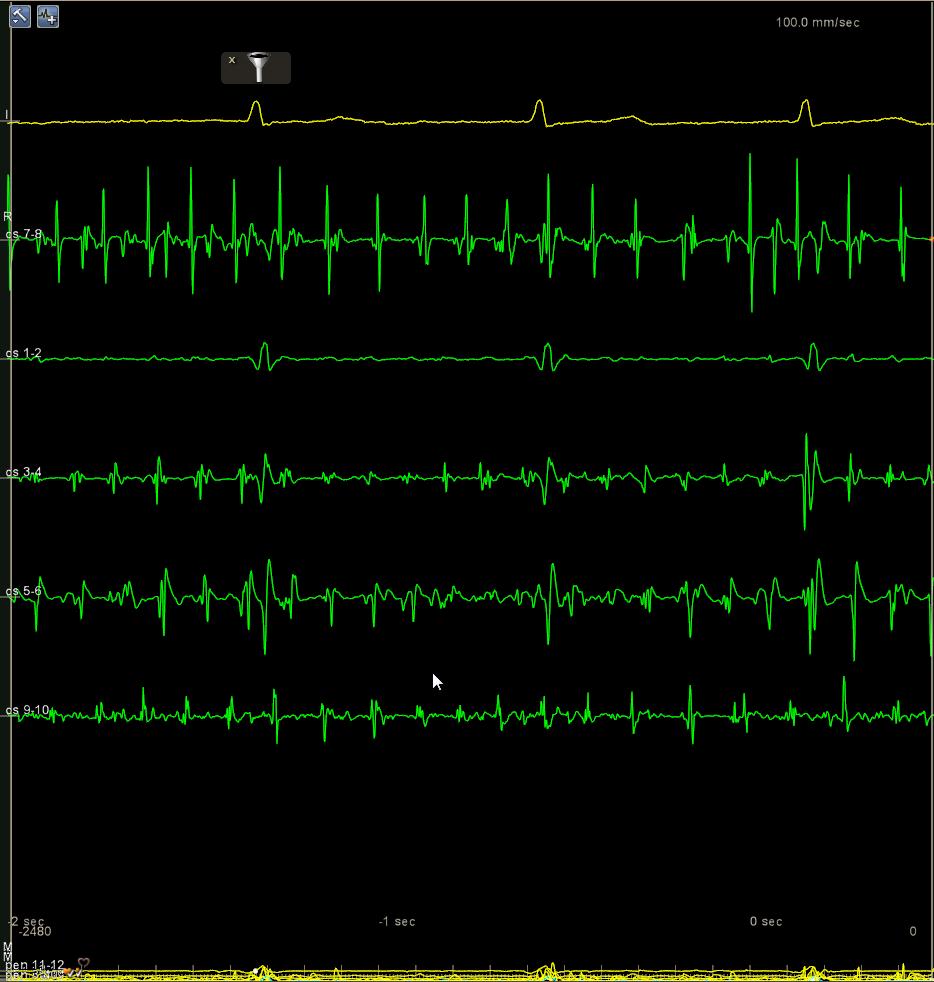 100.0 mm/sec
x
I
R
cs 7-8
cs 1-2
cs 3-4
cs 5-6
cs 9-10
-2 sec
-1 sec
0 sec
-2480
0
M
M
pen 11-12